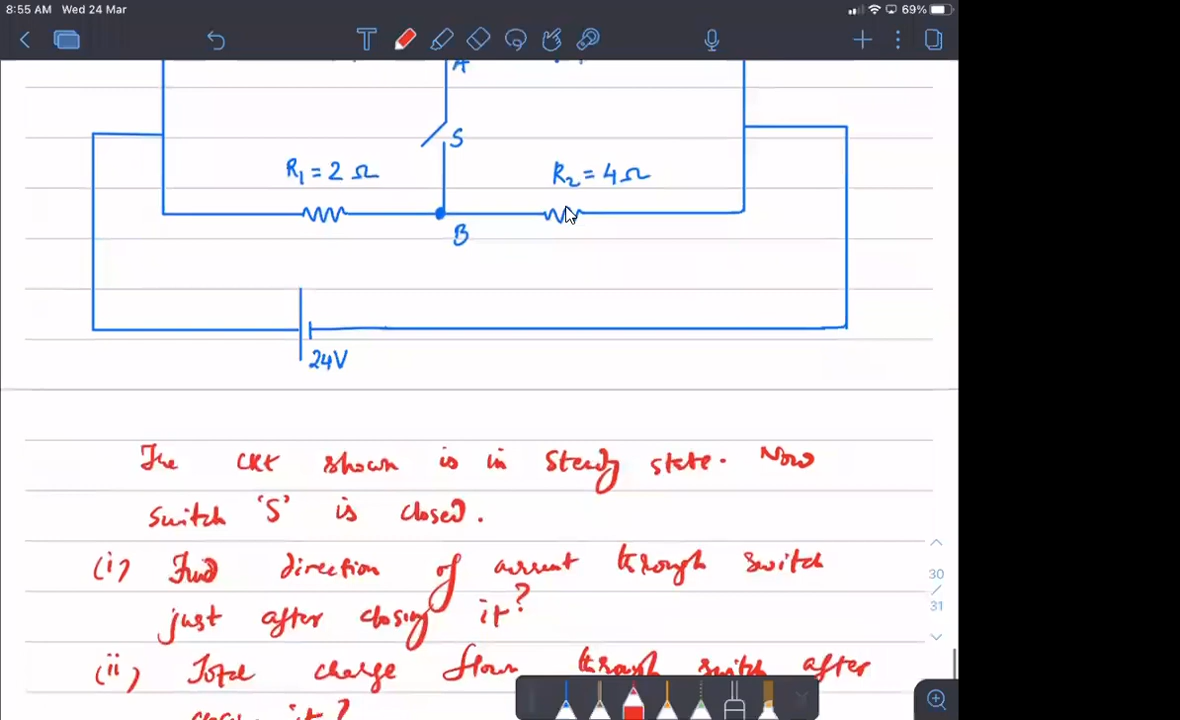 8:55 AM Wed 24 Mar
69%
A
S
R₁ = 2 Ω
R₂ = 4 Ω
B
24V
The CKT shown is in steady state. Now
switch 'S' is closed.
(i) Find direction of current through switch
just after closing it?
(ii) Total charge flown through switch after
it?
30
/
31